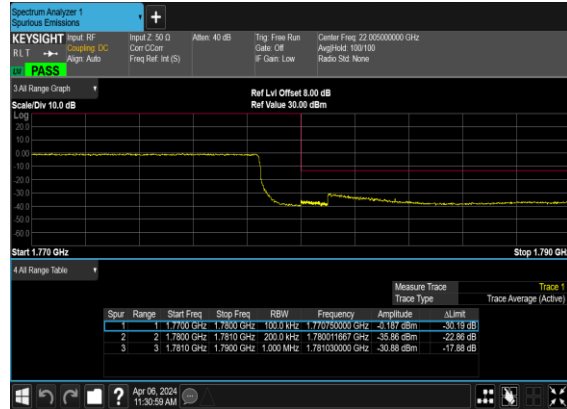 Spectrum Analyzer 1
Spurious Emissions
KEYSIGHT Input: RF Input Z: 50 Ω Atten: 40 dB Trig: Free Run Center Freq: 22.005000000 GHz
RLT Coupling: DC Corr CCorr Gate: Off Avg|Hold: 100/100
Align: Auto Freq Ref: Int (S) IF Gain: Low Radio Std: None
PASS
3 All Range Graph
Ref Lvl Offset 8.00 dB
Scale/Div 10.0 dB Ref Value 30.00 dBm
Log
20.0
10.0
0.00
-10.0
-20.0
-30.0
-40.0
-50.0
-60.0
Start 1.770 GHz Stop 1.790 GH
4 All Range Table
Measure Trace Trace 1
Trace Type Trace Average (Active)
Spur Range Start Freq Stop Freq RBW Frequency Amplitude ΔLimit
1 1 1.7700 GHz 1.7800 GHz 100.0 kHz 1.770750000 GHz -0.187 dBm -30.19 dB
2 2 1.7800 GHz 1.7810 GHz 200.0 kHz 1.780011667 GHz -35.86 dBm -22.86 dB
3 3 1.7810 GHz 1.7900 GHz 1.000 MHz 1.781030000 GHz -30.88 dBm -17.88 dB
? Apr 06, 2024
11:30:59 AM